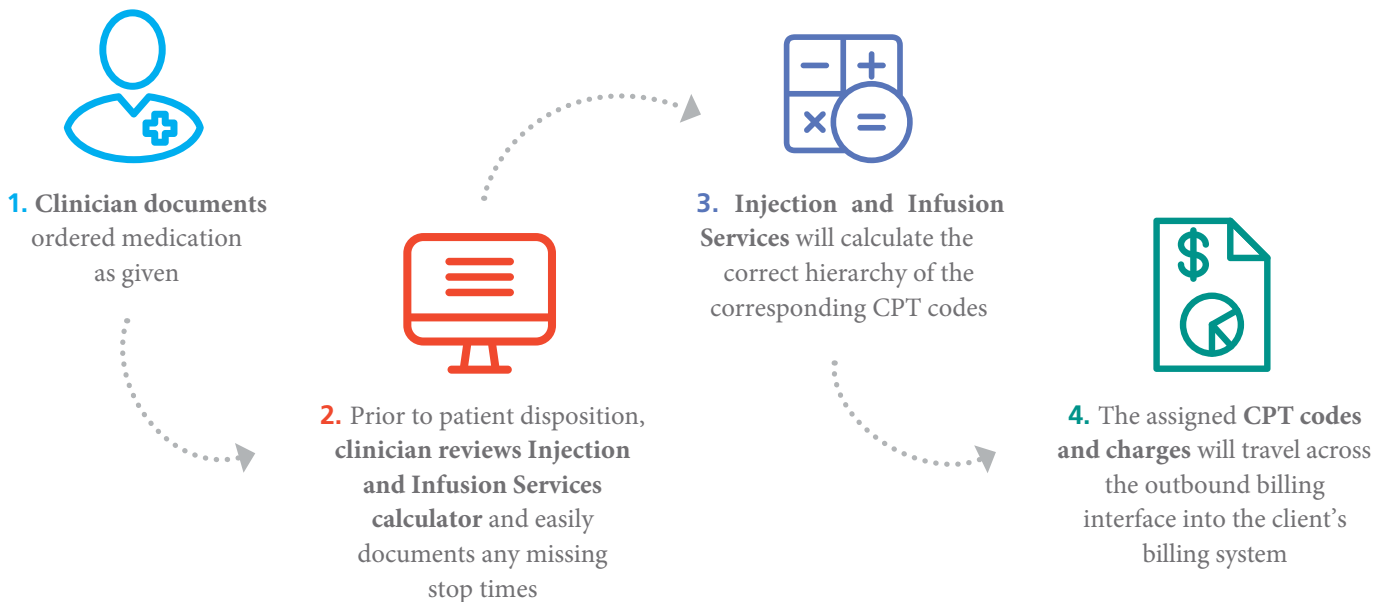 1. Clinician documents
ordered medication
as given
2. Prior to patient disposition,
clinician reviews Injection
and Infusion Services
calculator and easily
documents any missing
stop times
3. Injection and Infusion
Services will calculate the
correct hierarchy of the
corresponding CPT codes
4. The assigned CPT codes
and charges will travel across
the outbound billing
interface into the client’s
billing system